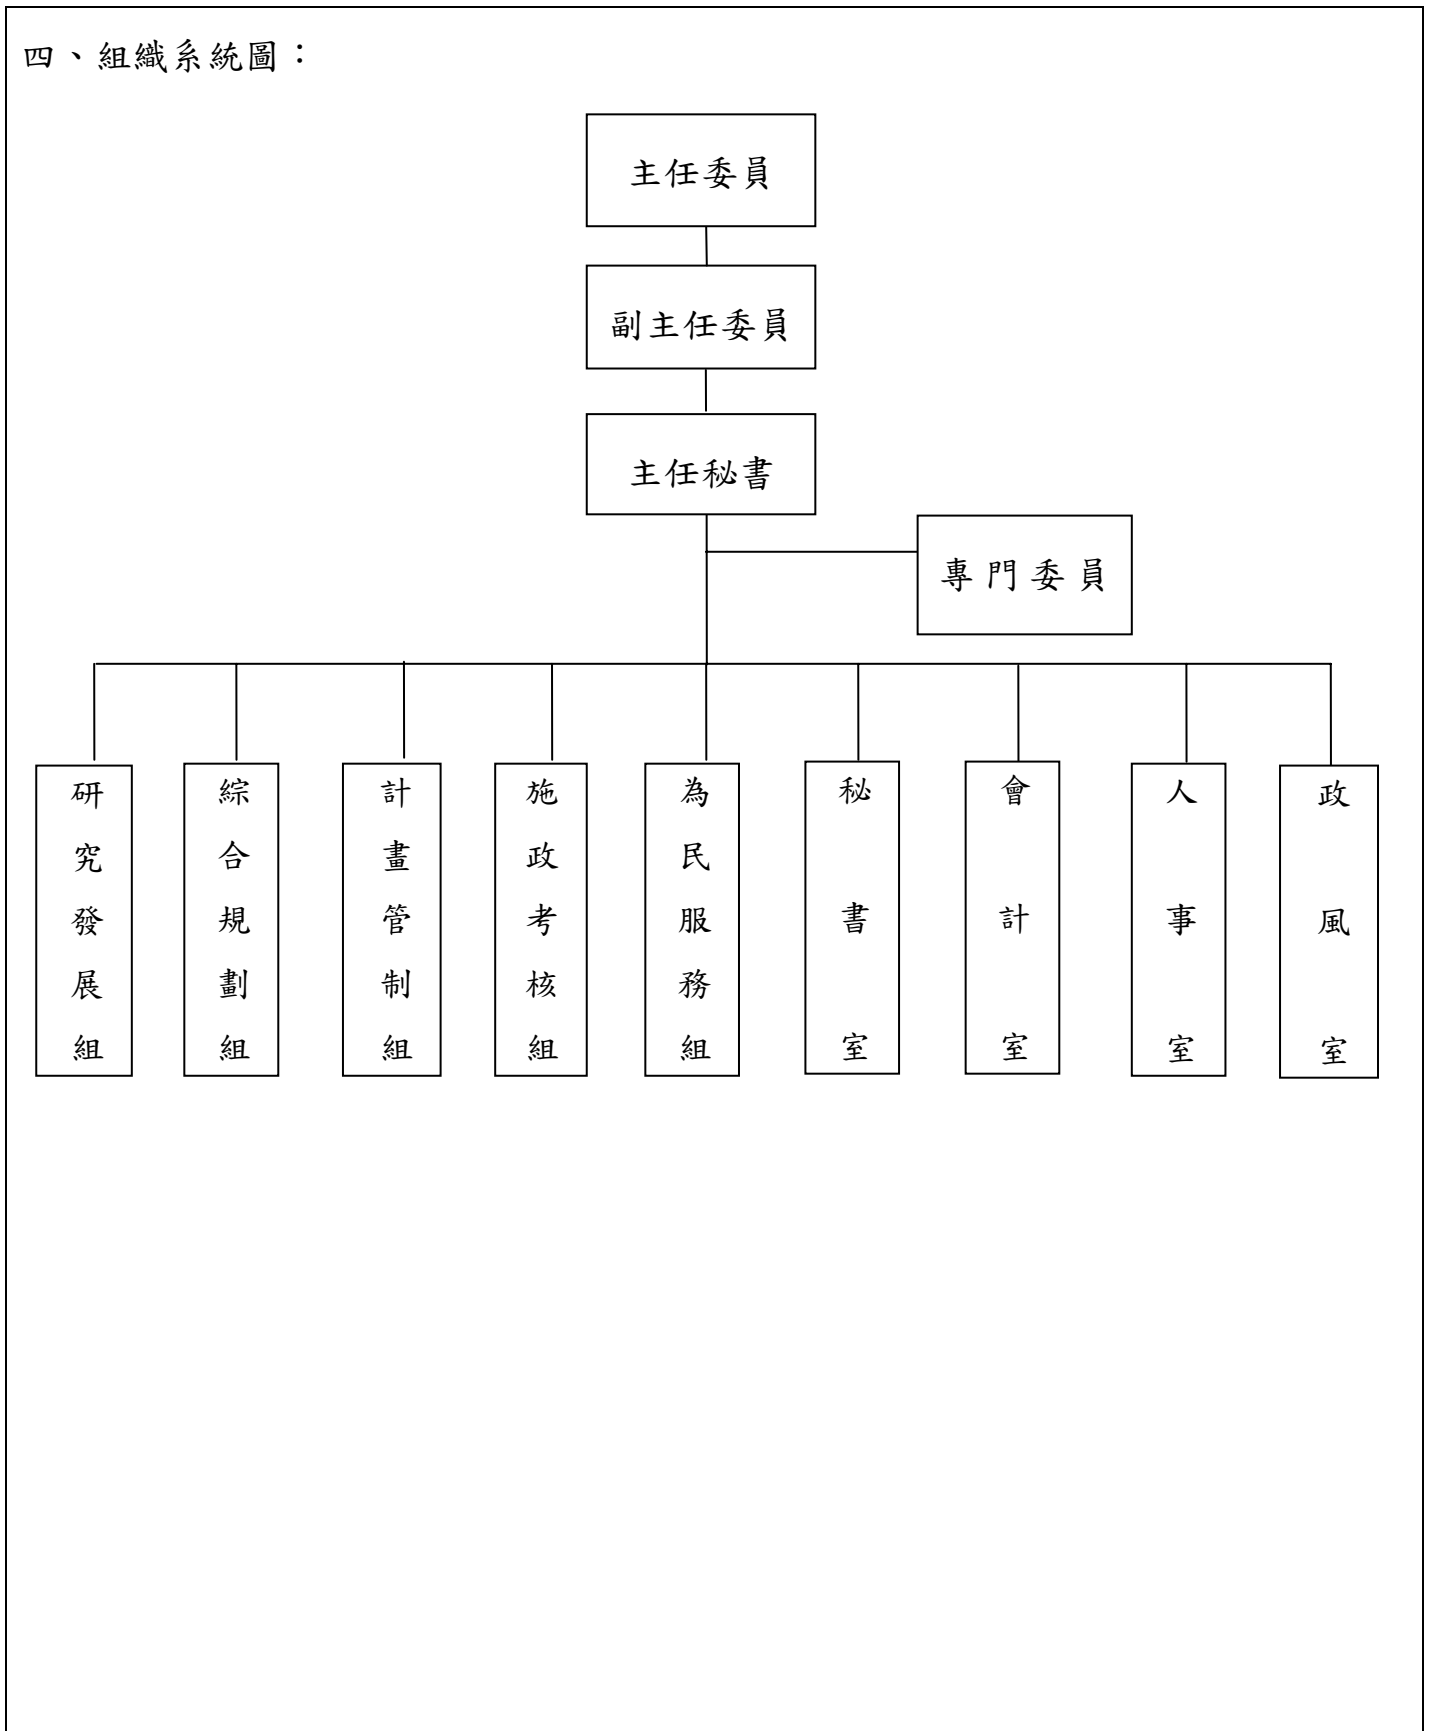 四、組織系統圖：
主任委員
副主任委員
主任秘書
專門委員
研究發展組
綜合規劃組
計畫管制組
施政考核組
為民服務組
秘書室
會計室
人事室
政風室